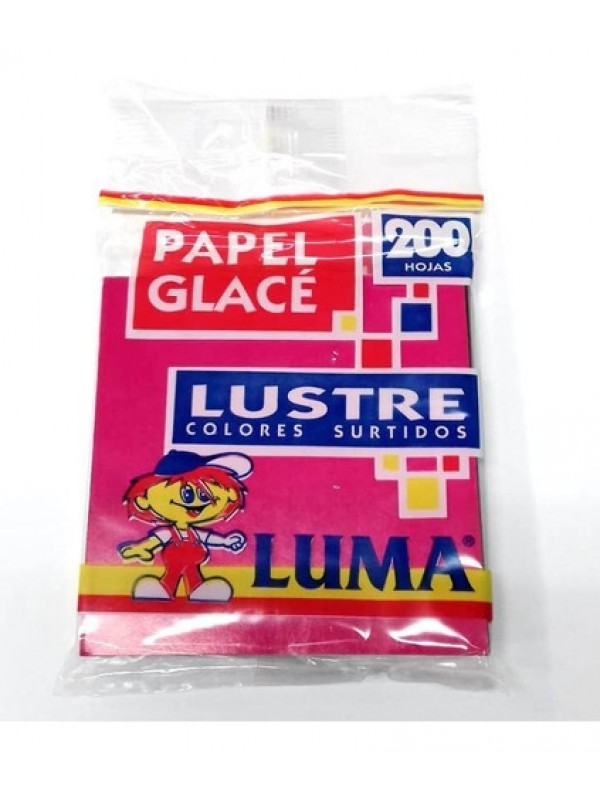 PAPEL
GLACÉ
200
HOJAS
LUSTRE
COLORES SURTIDOS
LUMA®